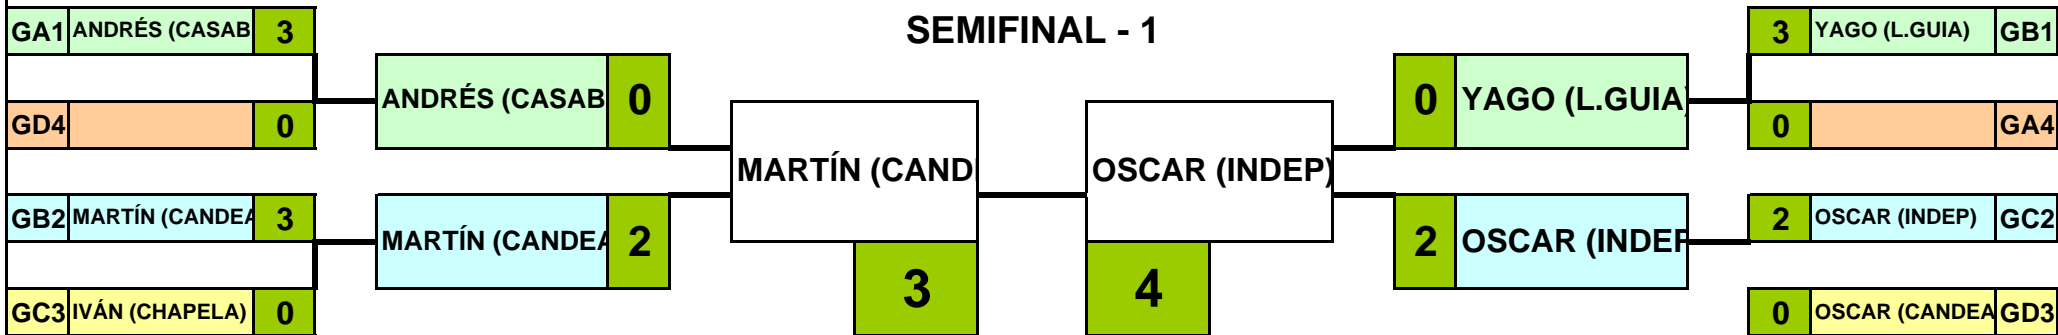 SEMIFINAL - 1
GA1 ANDRÉS (CASAB 3
GD4 0
GB2 MARTÍN (CANDEA 3
GC3 IVÁN (CHAPELA) 0
ANDRÉS (CASAB 0
MARTÍN (CANDEA 2
MARTÍN (CAND
3
OSCAR (INDEP)
4
0 YAGO (L.GUIA)
2 OSCAR (INDEP
3 YAGO (L.GUIA) GB1
0 GA4
2 OSCAR (INDEP) GC2
0 OSCAR (CANDEA GD3